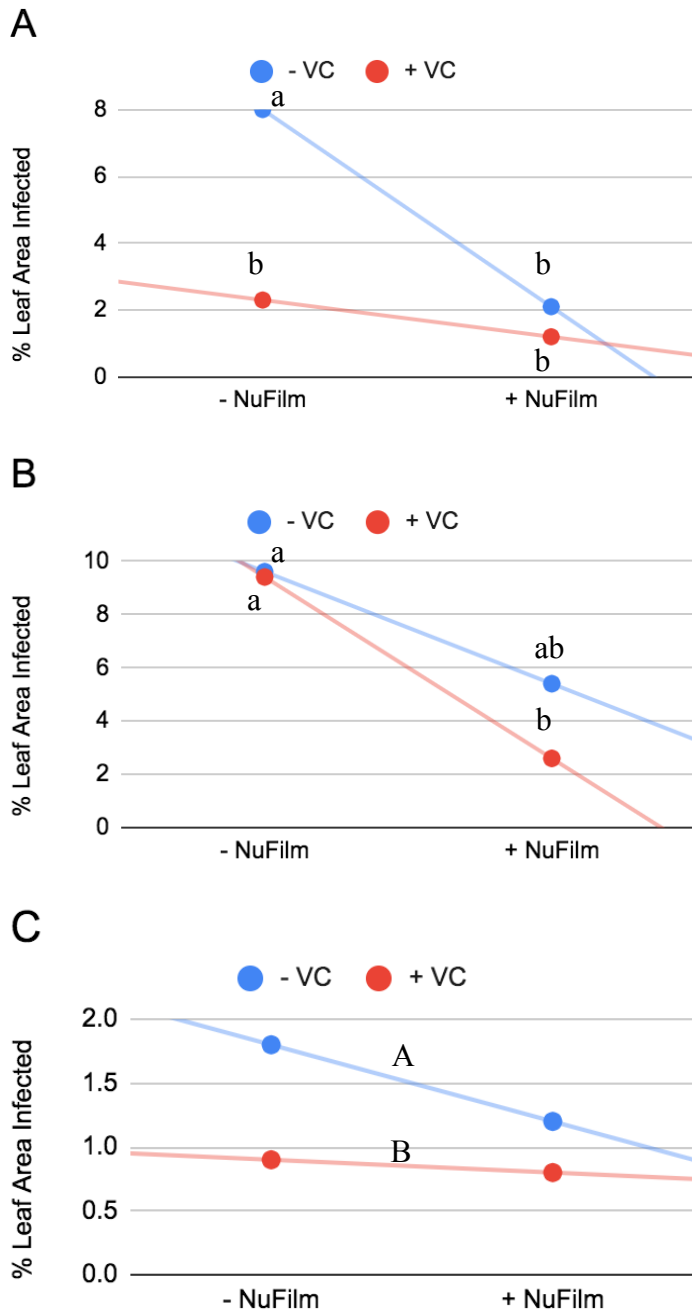 A
- VC + VC
a
8
6
4
2
0
% Leaf Area Infected
b b
b
- NuFilm + NuFilm
B
- VC + VC
a
a
10
8
6
4
2
0
% Leaf Area Infected
ab
b
- NuFilm + NuFilm
C
- VC + VC
2.0
1.5
1.0
0.5
0.0
% Leaf Area Infected
A
B
- NuFilm + NuFilm